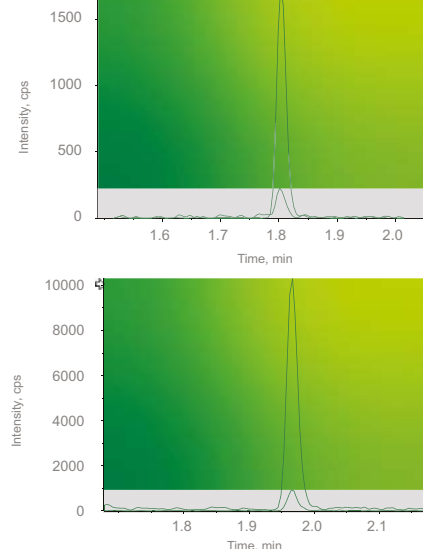 1500
1000
Intensity, cps
500
0
1.6 1.7 1.8 1.9 2.0
Time, min
10000
8000
6000
Intensity, cps
4000
2000
0
1.8 1.9 2.0 2.1
Time, min